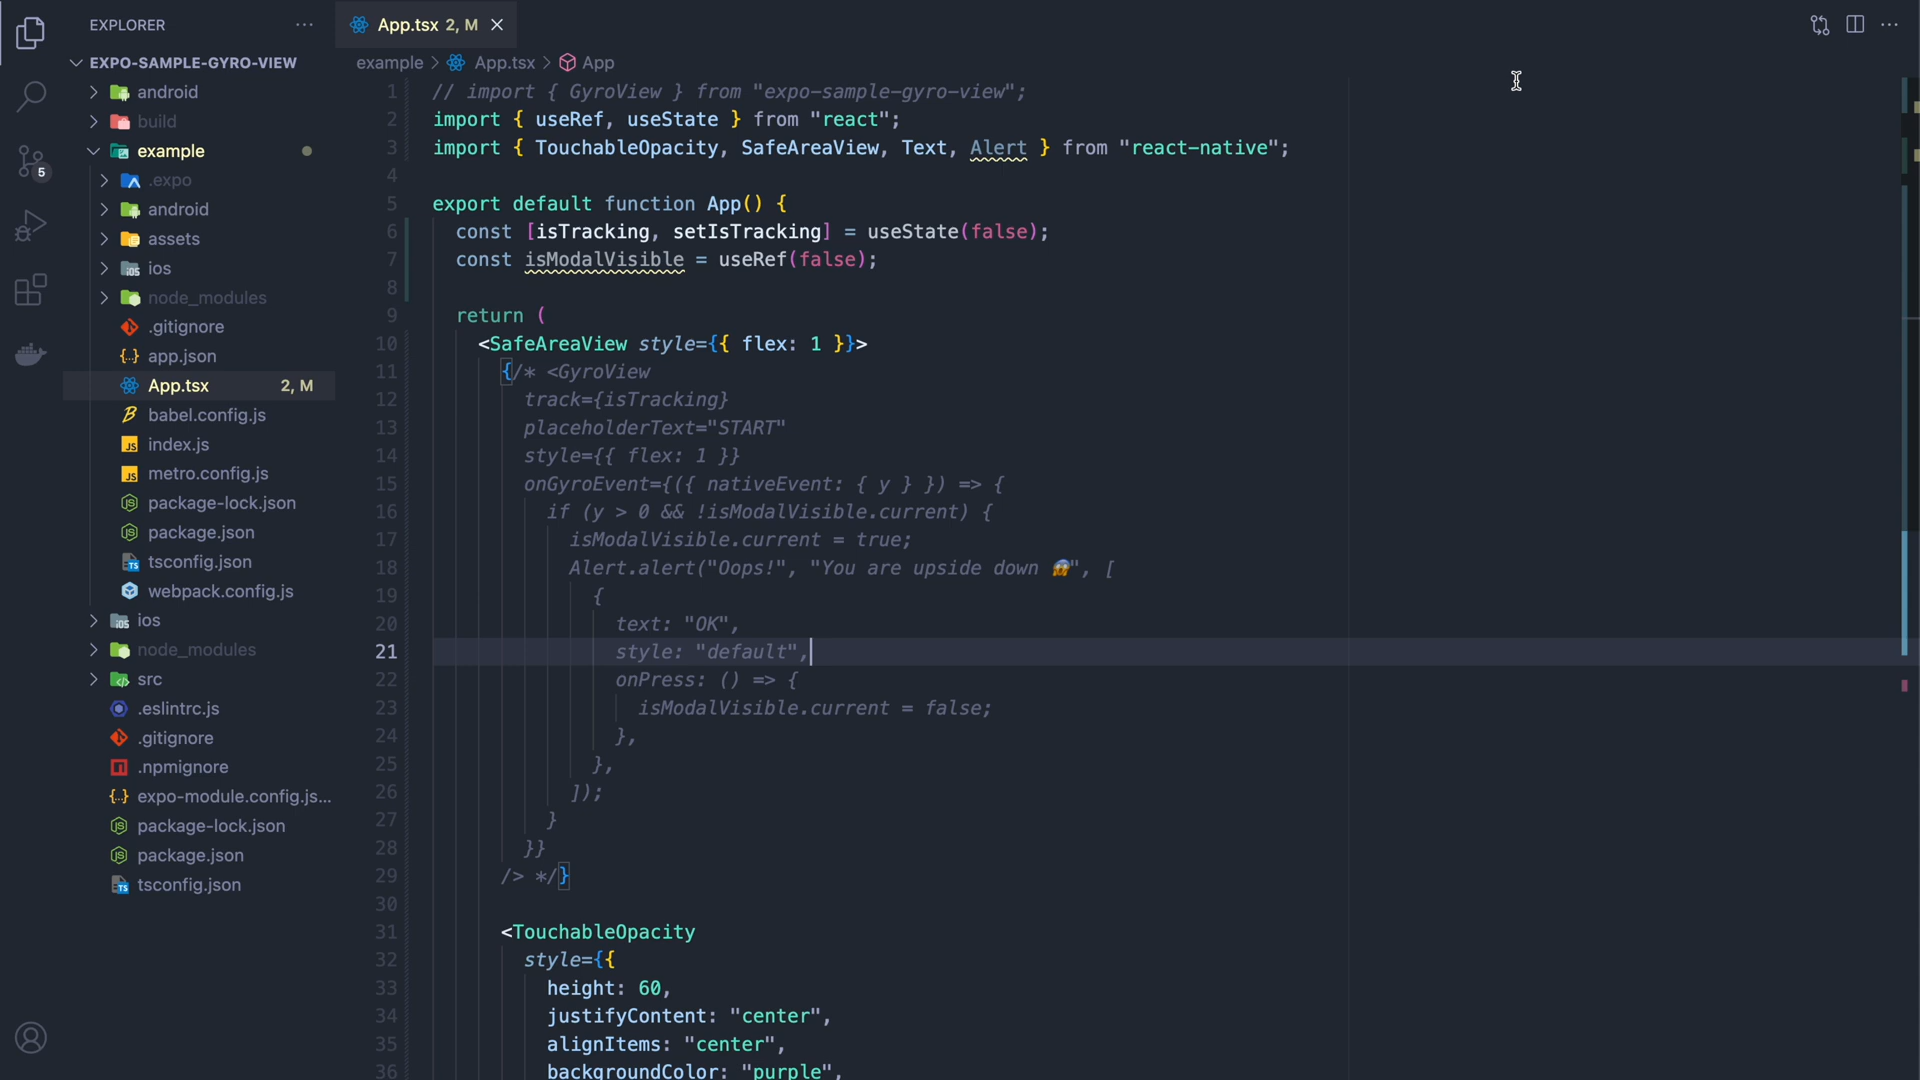 EXPLORER
EXPO-SAMPLE-GYRO-VIEW
android
build
example
.expo
android
assets
ios
node_modules
.gitignore
app.json
App.tsx 2, M
babel.config.js
index.js
metro.config.js
package-lock.json
package.json
tsconfig.json
webpack.config.js
ios
node_modules
src
.eslintrc.js
.gitignore
.npmignore
expo-module.config.js...
package-lock.json
package.json
tsconfig.json
5
App.tsx 2, M
example > App.tsx > App
1 // import { GyroView } from "expo-sample-gyro-view";
2 import { useRef, useState } from "react";
3 import { TouchableOpacity, SafeAreaView, Text, Alert } from "react-native";
4
5 export default function App() {
6 const [isTracking, setIsTracking] = useState(false);
7 const isModalVisible = useRef(false);
8
9 return (
10 <SafeAreaView style={{ flex: 1 }}>
11 {/* <GyroView
12 track={isTracking}
13 placeholderText="START"
14 style={{ flex: 1 }}
15 onGyroEvent={({ nativeEvent: { y } }) => {
16 if (y > 0 && !isModalVisible.current) {
17 isModalVisible.current = true;
18 Alert.alert("Oops!", "You are upside down 😱", [
19 {
20 text: "OK",
21 style: "default",
22 onPress: () => {
23 isModalVisible.current = false;
24 },
25 },
26 ]);
27 }
28 }}
29 /> */}
30
31 <TouchableOpacity
32 style={{
33 height: 60,
34 justifyContent: "center",
35 alignItems: "center",
36 backgroundColor: "purple",